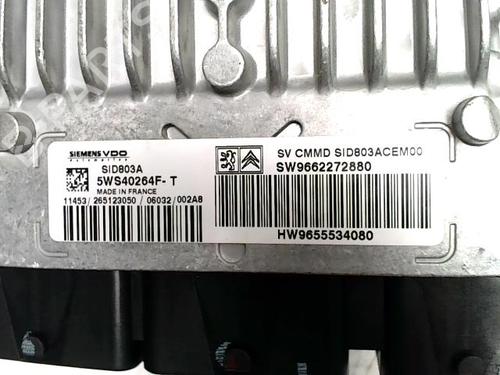 SIEMENS VDO
Automotive
SID803A
5WS40264F- T
MADE IN FRANCE
11453/265123050 /06032/002A8
SV CMMD SID803ACEM00
SW9662272880
HW9655534080